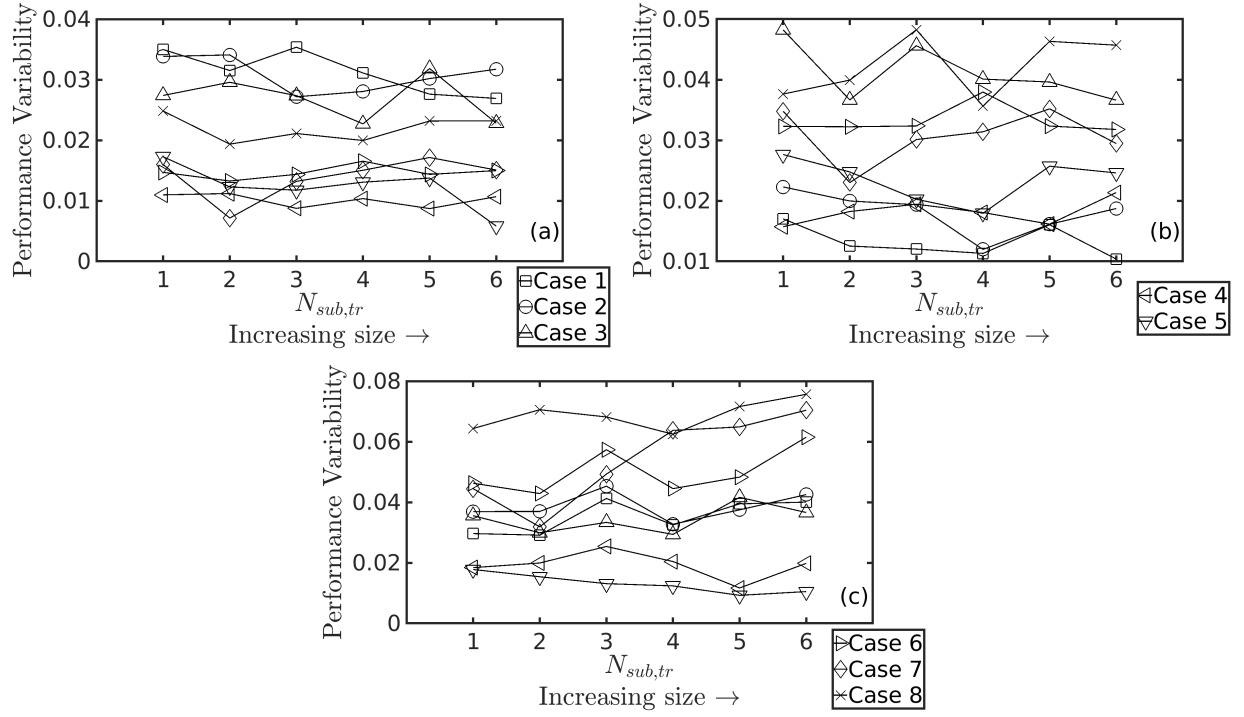 Performance Variability
0.04
0.03
0.02
0.01
0
1 2 3 4 5 6
(a)
N_{sub,tr}
Increasing size →
Case 1
Case 2
Case 3
Performance Variability
0.05
0.04
0.03
0.02
0.01
1 2 3 4 5 6
(b)
N_{sub,tr}
Increasing size →
Case 4
Case 5
Performance Variability
0.08
0.06
0.04
0.02
0
1 2 3 4 5 6
(c)
N_{sub,tr}
Increasing size →
Case 6
Case 7
Case 8